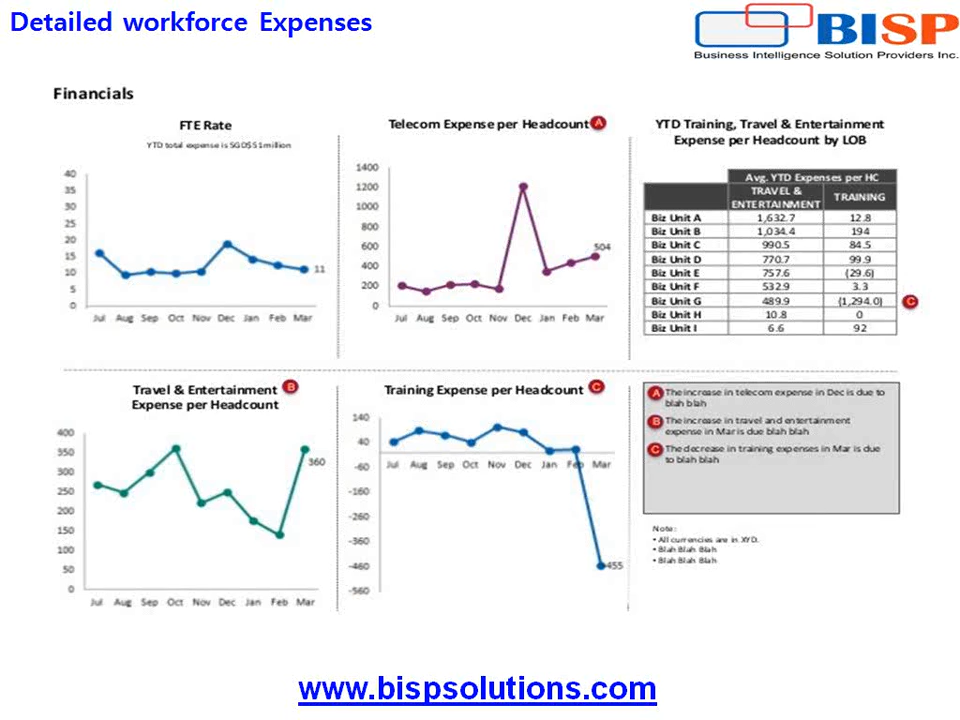 Detailed workforce Expenses
BISP
Business Intelligence Solution Providers Inc.
Financials
FTE Rate
YTD total expense is SGD$51million
40
35
30
25
20
15
10
5
0
11
Jul Aug Sep Oct Nov Dec Jan Feb Mar
Telecom Expense per Headcount A
1400
1200
1000
800
600
400
200
0
504
Jul Aug Sep Oct Nov Dec Jan Feb Mar
YTD Training, Travel & Entertainment
Expense per Headcount by LOB
Avg. YTD Expenses per HC
TRAVEL & ENTERTAINMENT TRAINING
Biz Unit A 1,632.7 12.8
Biz Unit B 1,034.4 194
Biz Unit C 990.5 84.5
Biz Unit D 770.7 99.9
Biz Unit E 757.6 (29.6)
Biz Unit F 532.9 3.3
Biz Unit G 489.9 (1,294.0) C
Biz Unit H 10.8 0
Biz Unit I 6.6 92
Travel & Entertainment B
Expense per Headcount
400
350
300
250
200
150
100
50
0
360
Jul Aug Sep Oct Nov Dec Jan Feb Mar
Training Expense per Headcount C
140
40
-60
-160
-260
-360
-460
-560
Jul Aug Sep Oct Nov Dec Jan Feb Mar
-455
A The increase in telecom expense in Dec is due to
blah blah
B The increase in travel and entertainment
expense in Mar is due blah blah
C The decrease in training expenses in Mar is due
to blah blah
Note:
• All currencies are in XYD.
• Blah Blah Blah
• Blah Blah Blah
www.bispsolutions.com